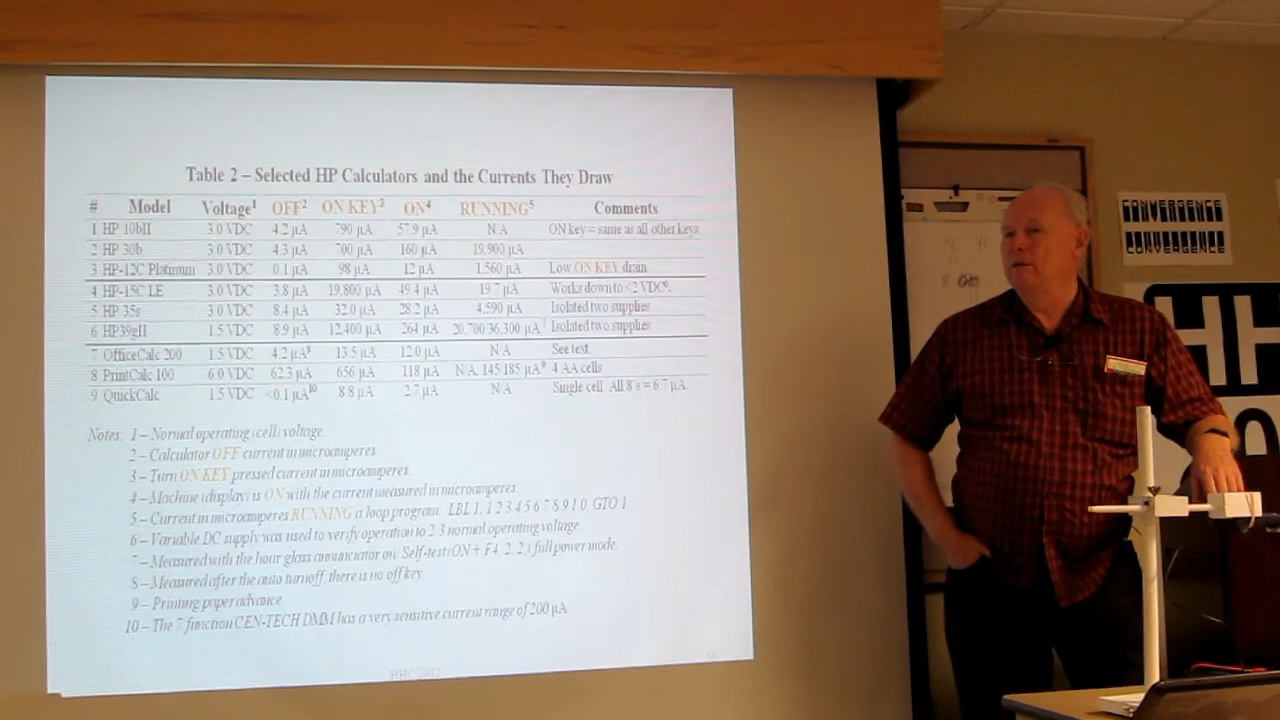 Table 2 – Selected HP Calculators and the Currents They Draw
# Model Voltage¹ OFF² ON KEY³ ON⁴ RUNNING⁵ Comments
1 HP 10bII 3.0 VDC 4.2 µA 790 µA 57.9 µA N/A ON key = same as all other keys
2 HP 30b 3.0 VDC 4.3 µA 700 µA 160 µA 19,900 µA
3 HP-12C Platinum 3.0 VDC 0.1 µA 98 µA 12 µA 1,560 µA Low ON KEY drain
4 HP-15C LE 3.0 VDC 3.8 µA 19,800 µA 49.4 µA 19.7 µA Works down to <2 VDC⁶.
5 HP 35s 3.0 VDC 8.4 µA 32.0 µA 28.2 µA 4,590 µA Isolated two supplies
6 HP39gII 1.5 VDC 8.9 µA 12,400 µA 264 µA 20,700/36,300 µA⁷ Isolated two supplies
7 OfficeCalc 200 1.5 VDC 4.2 µA⁸ 13.5 µA 12.0 µA N/A See text
8 PrintCalc 100 6.0 VDC 62.3 µA 656 µA 118 µA N/A, 145/185 µA⁹ 4 AA cells
9 QuickCalc 1.5 VDC <0.1 µA¹⁰ 8.8 µA 2.7 µA N/A Single cell All 8's = 6.7 µA
Notes: 1 – Normal operating (cell) voltage.
2 – Calculator OFF current in microamperes.
3 – Turn ON KEY pressed current in microamperes.
4 – Machine (display) is ON with the current measured in microamperes.
5 – Current in microamperes RUNNING a loop program: LBL 1, 1 2 3 4 5 6 7 8 9 1 0, GTO 1
6 – Variable DC supply was used to verify operation to 2/3 normal operating voltage.
7 – Measured with the hour glass annunciator on. Self-test (ON + F4, 2, 2,) full power mode.
8 – Measured after the auto turnoff, there is no off key.
9 – Printing paper advance.
10 – The 7 function CEN-TECH DMM has a very sensitive current range of 200 µA.
HHC 2012
CONVERGENCE
CONVERGENCE
HH